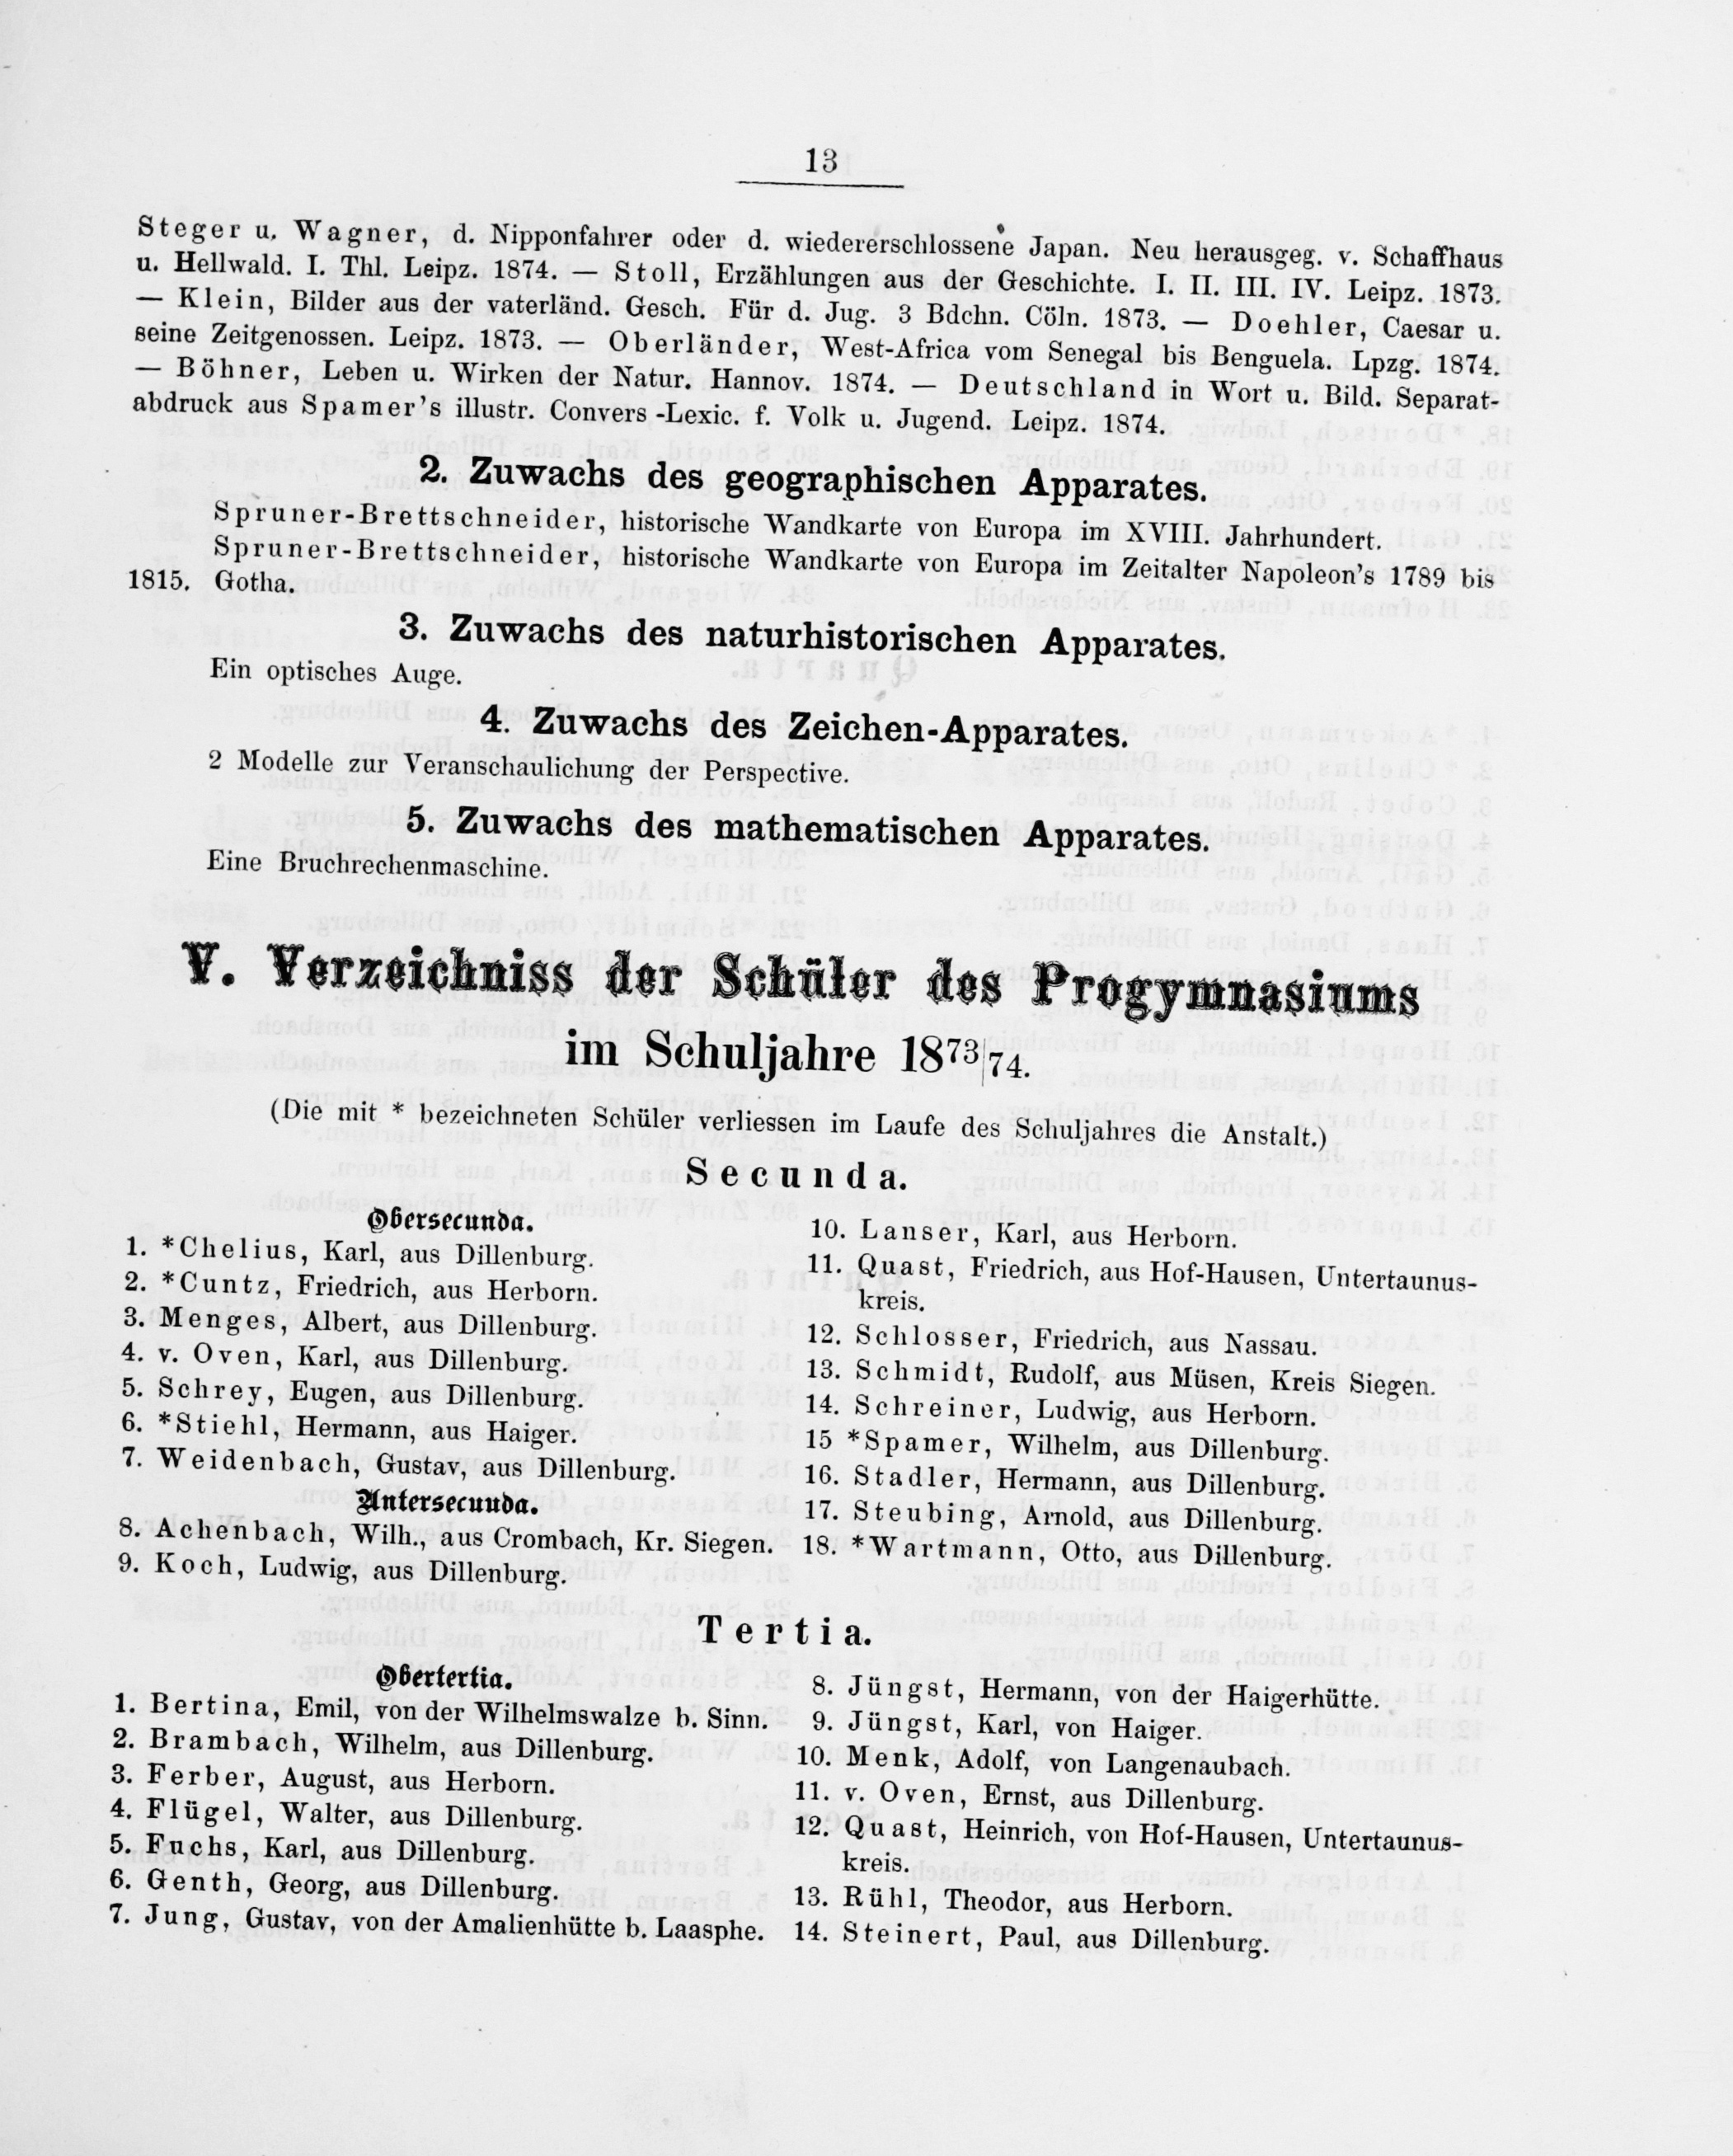 13
Steger u. Wagner, d. Nipponfahrer oder d. wiedererschlossene Japan. Neu herausgeg. v. Schaffhaus
u. Hellwald. I. Thl. Leipz. 1874. — Stoll, Erzählungen aus der Geschichte. I. II. III. IV. Leipz. 1873.
— Klein, Bilder aus der vaterländ. Gesch. Für d. Jug. 3 Bdchn. Cöln. 1873. — Doehler, Caesar u.
seine Zeitgenossen. Leipz. 1873. — Oberländer, West-Africa vom Senegal bis Benguela. Lpzg. 1874.
— Böhner, Leben u. Wirken der Natur. Hannov. 1874. — Deutschland in Wort u. Bild. Separat-
abdruck aus Spamer's illustr. Convers -Lexic. f. Volk u. Jugend. Leipz. 1874.
2. Zuwachs des geographischen Apparates.
Spruner-Brettschneider, historische Wandkarte von Europa im XVIII. Jahrhundert.
Spruner-Brettschneider, historische Wandkarte von Europa im Zeitalter Napoleon's 1789 bis
1815. Gotha.
3. Zuwachs des naturhistorischen Apparates.
Ein optisches Auge.
4. Zuwachs des Zeichen-Apparates.
2 Modelle zur Veranschaulichung der Perspective.
5. Zuwachs des mathematischen Apparates.
Eine Bruchrechenmaschine.
V. Verzeichniss der Schüler des Progymnasiums
im Schuljahre 1873/74.
(Die mit * bezeichneten Schüler verliessen im Laufe des Schuljahres die Anstalt.)
Secunda.
Obersecunda.
1. *Chelius, Karl, aus Dillenburg.
2. *Cuntz, Friedrich, aus Herborn.
3. Menges, Albert, aus Dillenburg.
4. v. Oven, Karl, aus Dillenburg.
5. Schrey, Eugen, aus Dillenburg.
6. *Stiehl, Hermann, aus Haiger.
7. Weidenbach, Gustav, aus Dillenburg.
Untersecunda.
8. Achenbach, Wilh., aus Crombach, Kr. Siegen.
9. Koch, Ludwig, aus Dillenburg.
10. Lanser, Karl, aus Herborn.
11. Quast, Friedrich, aus Hof-Hausen, Untertaunus-
kreis.
12. Schlosser, Friedrich, aus Nassau.
13. Schmidt, Rudolf, aus Müsen, Kreis Siegen.
14. Schreiner, Ludwig, aus Herborn.
15 *Spamer, Wilhelm, aus Dillenburg.
16. Stadler, Hermann, aus Dillenburg.
17. Steubing, Arnold, aus Dillenburg.
18. *Wartmann, Otto, aus Dillenburg.
Tertia.
Obertertia.
1. Bertina, Emil, von der Wilhelmswalze b. Sinn.
2. Brambach, Wilhelm, aus Dillenburg.
3. Ferber, August, aus Herborn.
4. Flügel, Walter, aus Dillenburg.
5. Fuchs, Karl, aus Dillenburg.
6. Genth, Georg, aus Dillenburg.
7. Jung, Gustav, von der Amalienhütte b. Laasphe.
8. Jüngst, Hermann, von der Haigerhütte.
9. Jüngst, Karl, von Haiger.
10. Menk, Adolf, von Langenaubach.
11. v. Oven, Ernst, aus Dillenburg.
12. Quast, Heinrich, von Hof-Hausen, Untertaunus-
kreis.
13. Rühl, Theodor, aus Herborn.
14. Steinert, Paul, aus Dillenburg.